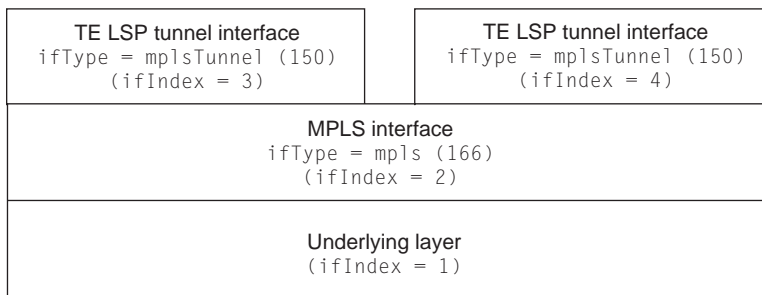 TE LSP tunnel interface
ifType = mplsTunnel (150)
(ifIndex = 3)
TE LSP tunnel interface
ifType = mplsTunnel (150)
(ifIndex = 4)
MPLS interface
ifType = mpls (166)
(ifIndex = 2)
Underlying layer
(ifIndex = 1)